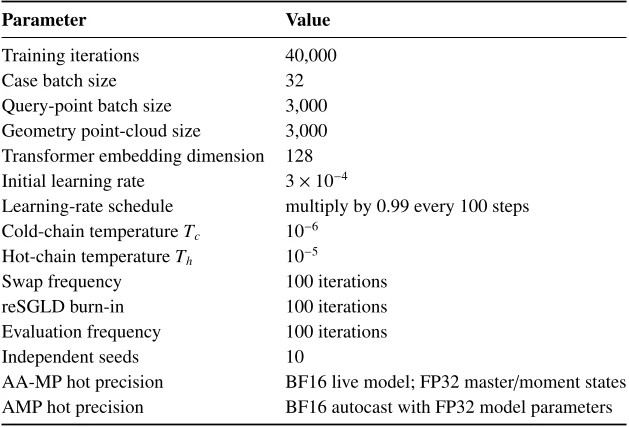 Parameter Value
Training iterations 40,000
Case batch size 32
Query-point batch size 3,000
Geometry point-cloud size 3,000
Transformer embedding dimension 128
Initial learning rate 3 × 10⁻⁴
Learning-rate schedule multiply by 0.99 every 100 steps
Cold-chain temperature T_c 10⁻⁶
Hot-chain temperature T_h 10⁻⁵
Swap frequency 100 iterations
reSGLD burn-in 100 iterations
Evaluation frequency 100 iterations
Independent seeds 10
AA-MP hot precision BF16 live model; FP32 master/moment states
AMP hot precision BF16 autocast with FP32 model parameters